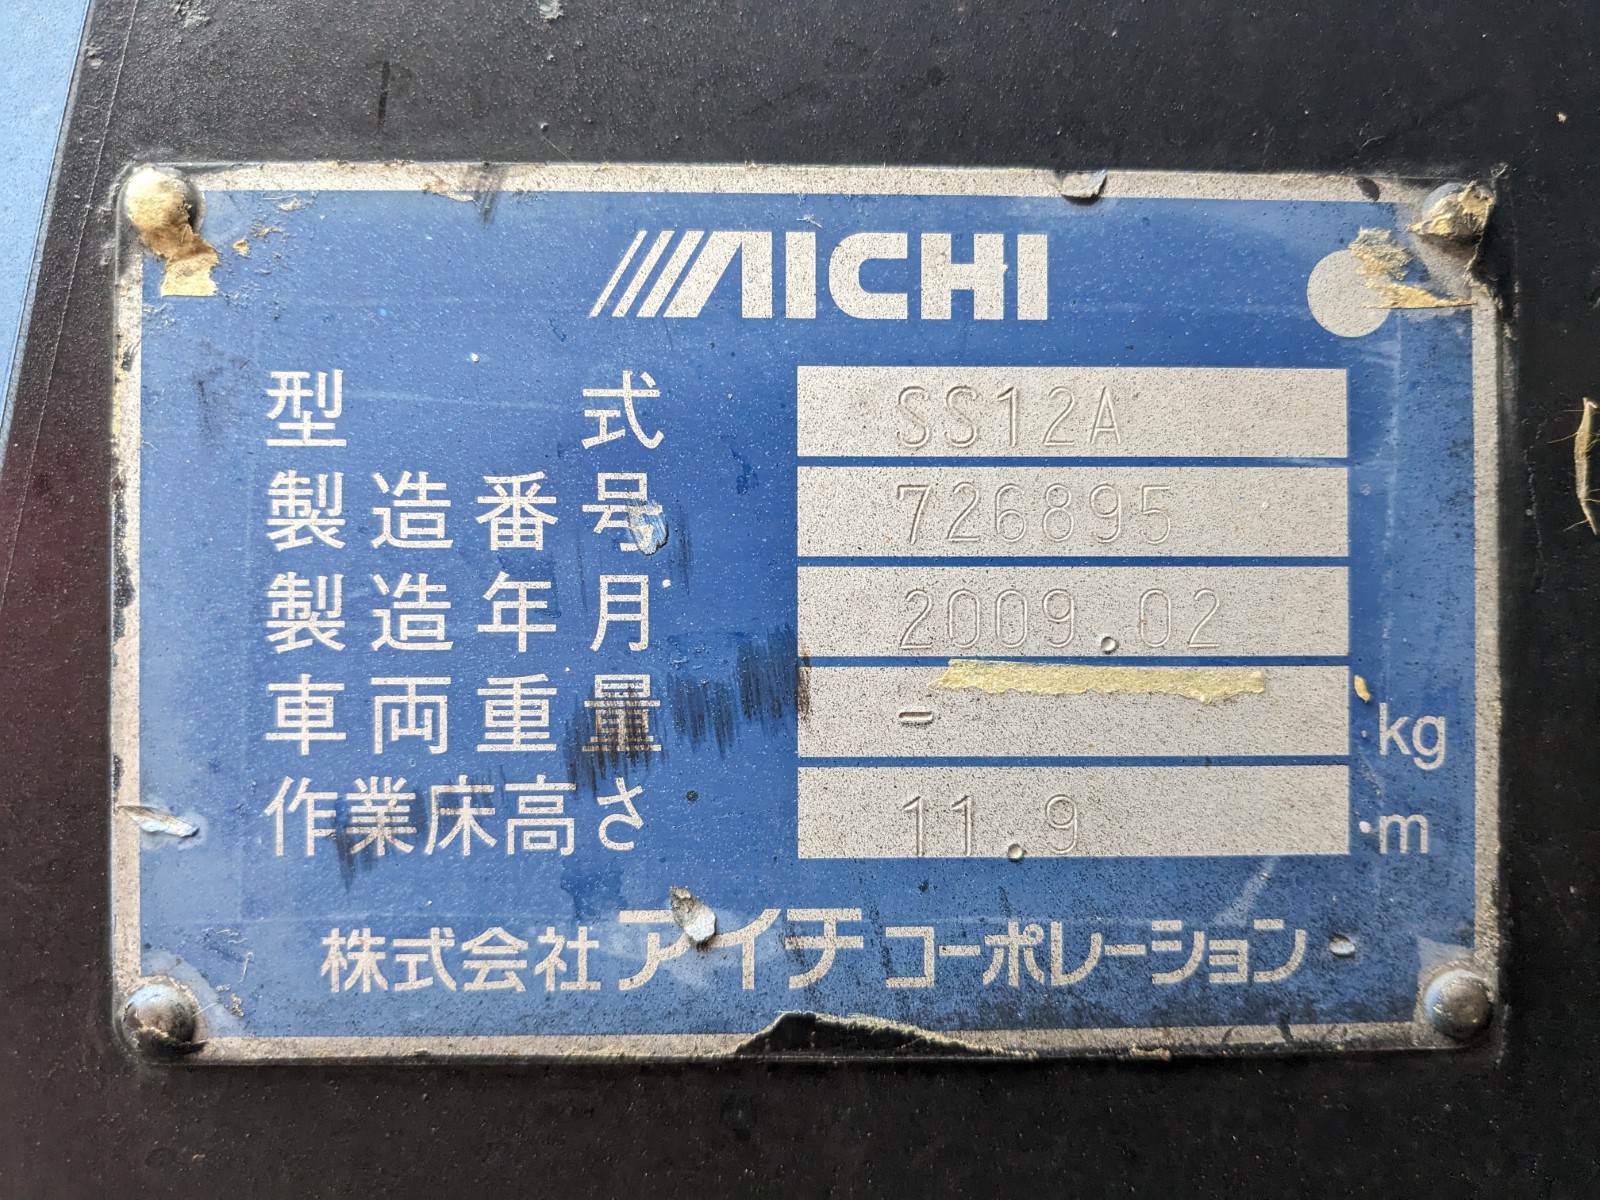 AICHI
型式 SS12A
製造番号 726895
製造年月 2009.02
車両重量 - kg
作業床高さ 11.9 m
株式会社アイチコーポレーション